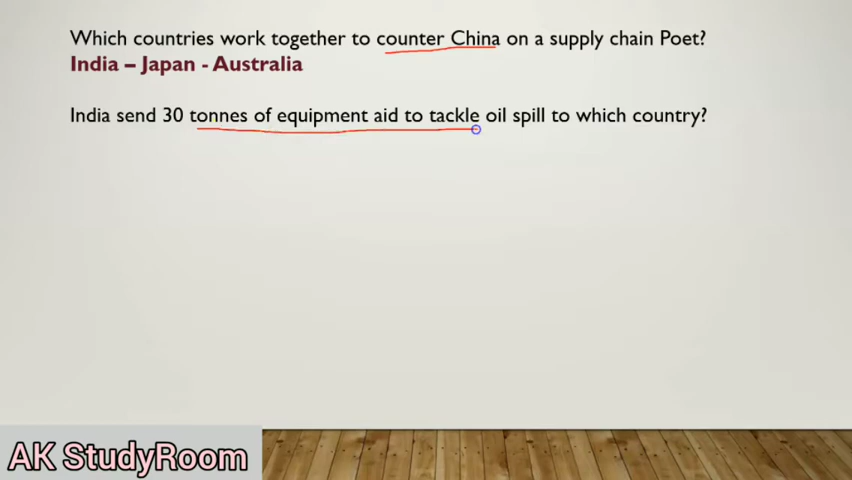 Which countries work together to counter China on a supply chain Poet?
India – Japan - Australia
India send 30 tonnes of equipment aid to tackle oil spill to which country?
AK StudyRoom